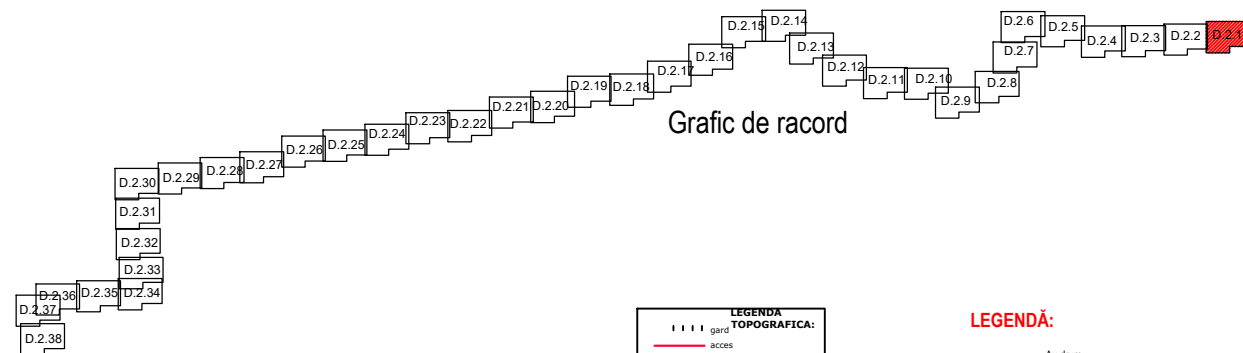 D.2.15 D.2.14 D.2.6 D.2.5 D.2.4 D.2.3 D.2.2 D.2.1
D.2.16 D.2.13 D.2.7
D.2.17 D.2.12 D.2.8
D.2.19 D.2.18 D.2.11 D.2.10 D.2.9
D.2.23 D.2.22 D.2.21 D.2.20
Grafic de racord
D.2.26 D.2.25 D.2.24
D.2.30 D.2.29 D.2.28 D.2.27
D.2.31
D.2.32
D.2.33
D.2.37 D.2.36 D.2.35 D.2.34
D.2.38
LEGENDA
TOPOGRAFICA:
gard
acces
LEGENDĂ: